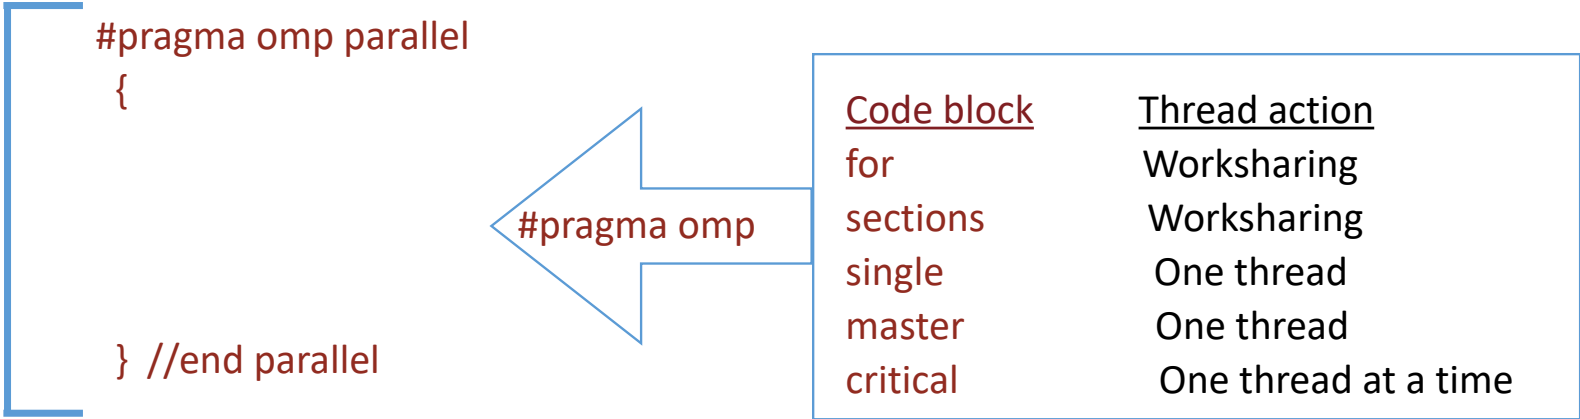 #pragma omp parallel
{
#pragma omp
} //end parallel
Code block Thread action
for Worksharing
sections Worksharing
single One thread
master One thread
critical One thread at a time